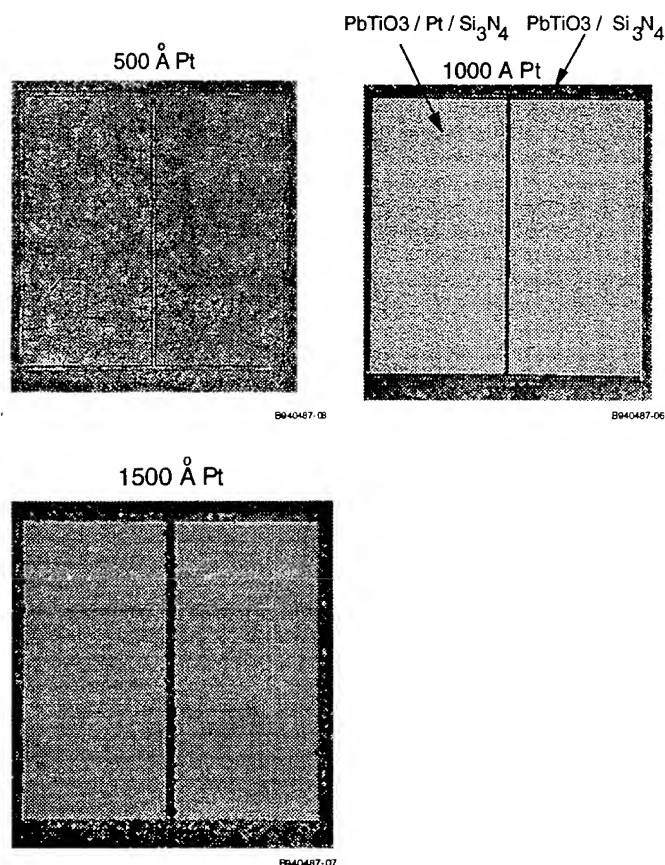 PbTiO3 / Pt / Si3N4 PbTiO3 / Si3N4
500 Å Pt
1000 A Pt
B940487-08
B940487-06
1500 Å Pt
B940487-07